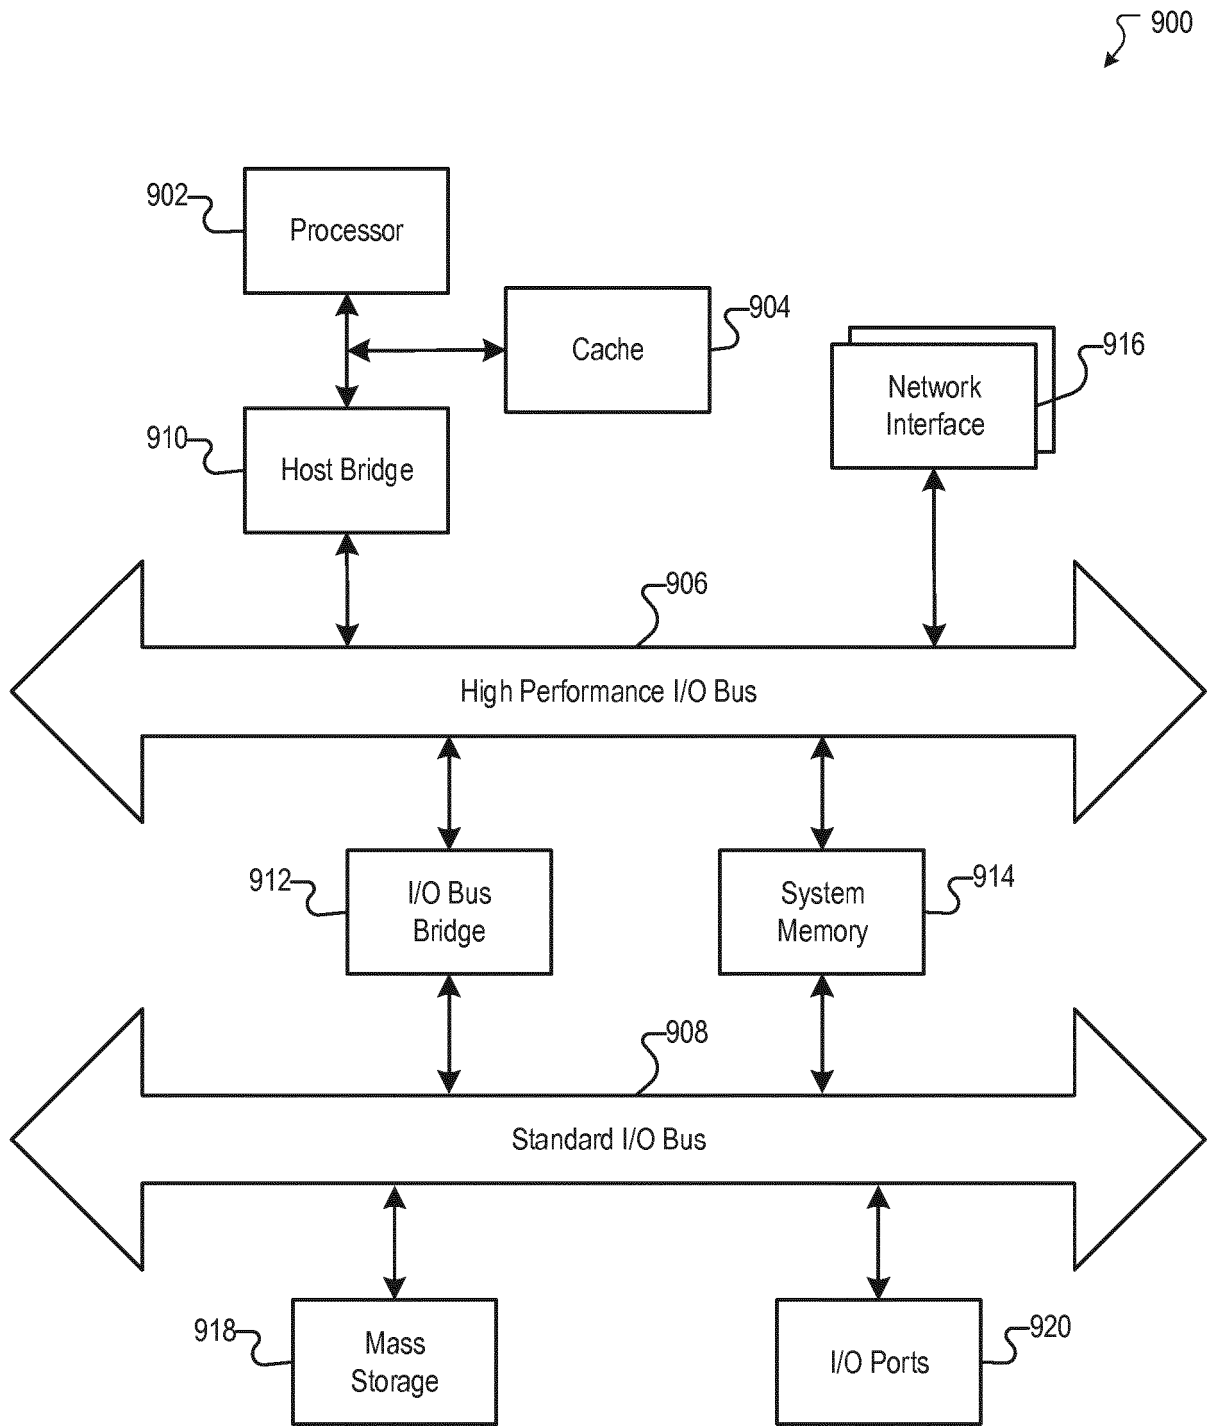 900
902
Processor
904
Cache
916
Network
Interface
910
Host Bridge
906
High Performance I/O Bus
912
I/O Bus
Bridge
914
System
Memory
908
Standard I/O Bus
918
Mass
Storage
920
I/O Ports